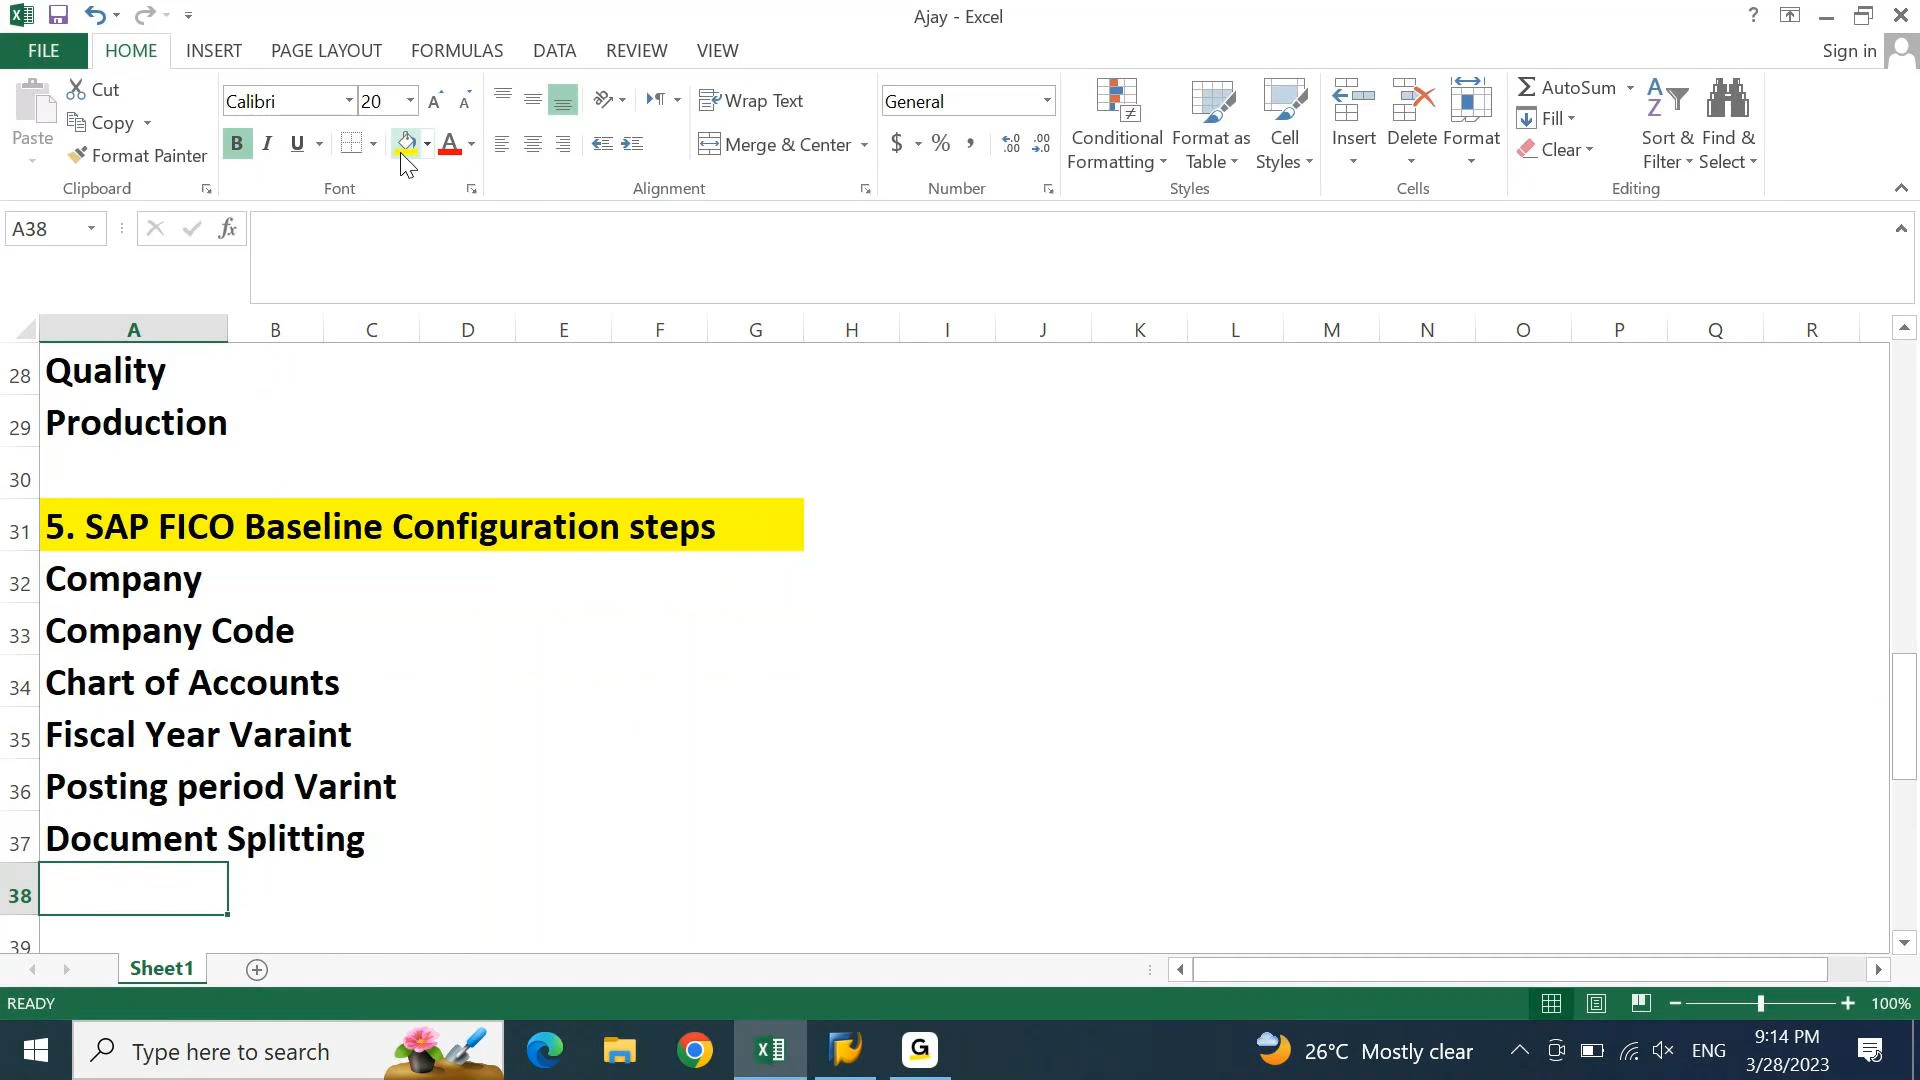 Ajay - Excel
?
FILE HOME INSERT PAGE LAYOUT FORMULAS DATA REVIEW VIEW Sign in
Paste
Cut
Copy
Format Painter
Clipboard
Calibri 20 A A
B I U A
Font
Wrap Text
Merge & Center
Alignment
General
$ % ,
Number
Conditional Formatting
Format as Table
Cell Styles
Styles
Insert Delete Format
Cells
AutoSum
Fill
Clear
Sort & Filter
Find & Select
Editing
A38 fx
A B C D E F G H I J K L M N O P Q R
28 Quality
29 Production
30
31 5. SAP FICO Baseline Configuration steps
32 Company
33 Company Code
34 Chart of Accounts
35 Fiscal Year Varaint
36 Posting period Varint
37 Document Splitting
38
39
Sheet1
READY 100%
Type here to search
26°C Mostly clear
ENG
9:14 PM
3/28/2023